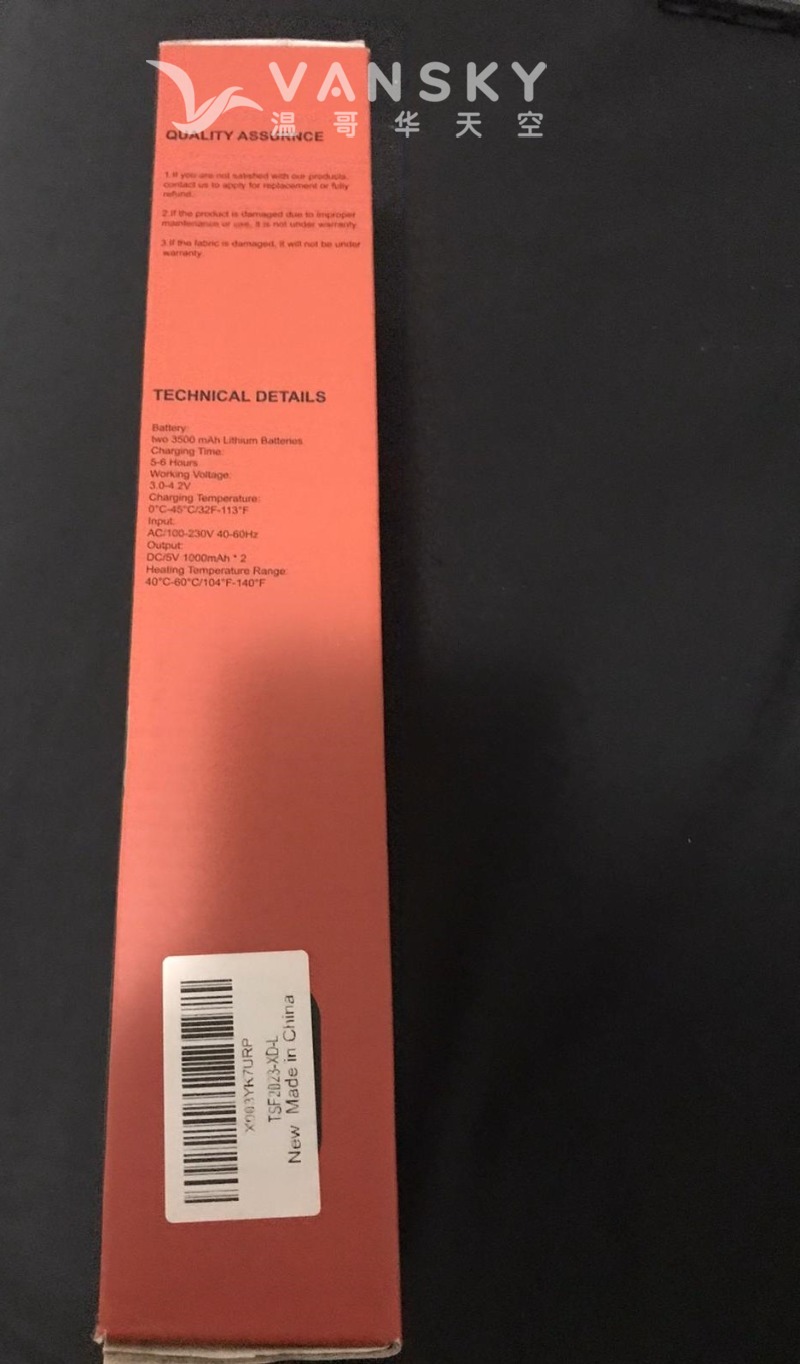 VANSKY
温哥华天空
QUALITY ASSURNCE
1.If you are not satisfied with our products,
contact us to apply for replacement or fully
refund.
2.If the product is damaged due to improper
maintenance or use, it is not under warranty.
3.If the fabric is damaged, it will not be under
warranty.
TECHNICAL DETAILS
Battery:
two 3500 mAh Lithium Batteries
Charging Time:
5-6 Hours
Working Voltage:
3.0-4.2V
Charging Temperature:
0°C-45°C/32F-113°F
Input:
AC/100-230V 40-60Hz
Output:
DC/5V 1000mAh * 2
Heating Temperature Range:
40°C-60°C/104°F-140°F
X003YK7URP
TSF2023-XD-L
New Made in China